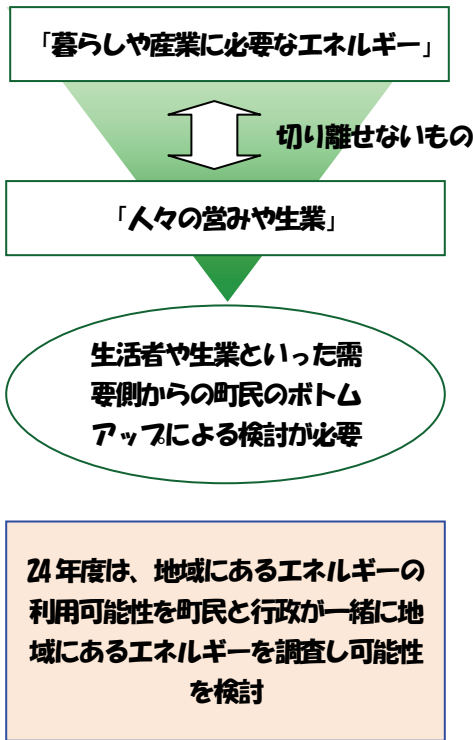 「暮らしや産業に必要なエネルギー」
切り離せないもの
「人々の営みや生業」
生活者や生業といった需
要側からの町民のボトム
アップによる検討が必要
24年度は、地域にあるエネルギーの
利用可能性を町民と行政が一緒に地
域にあるエネルギーを調査し可能性
を検討